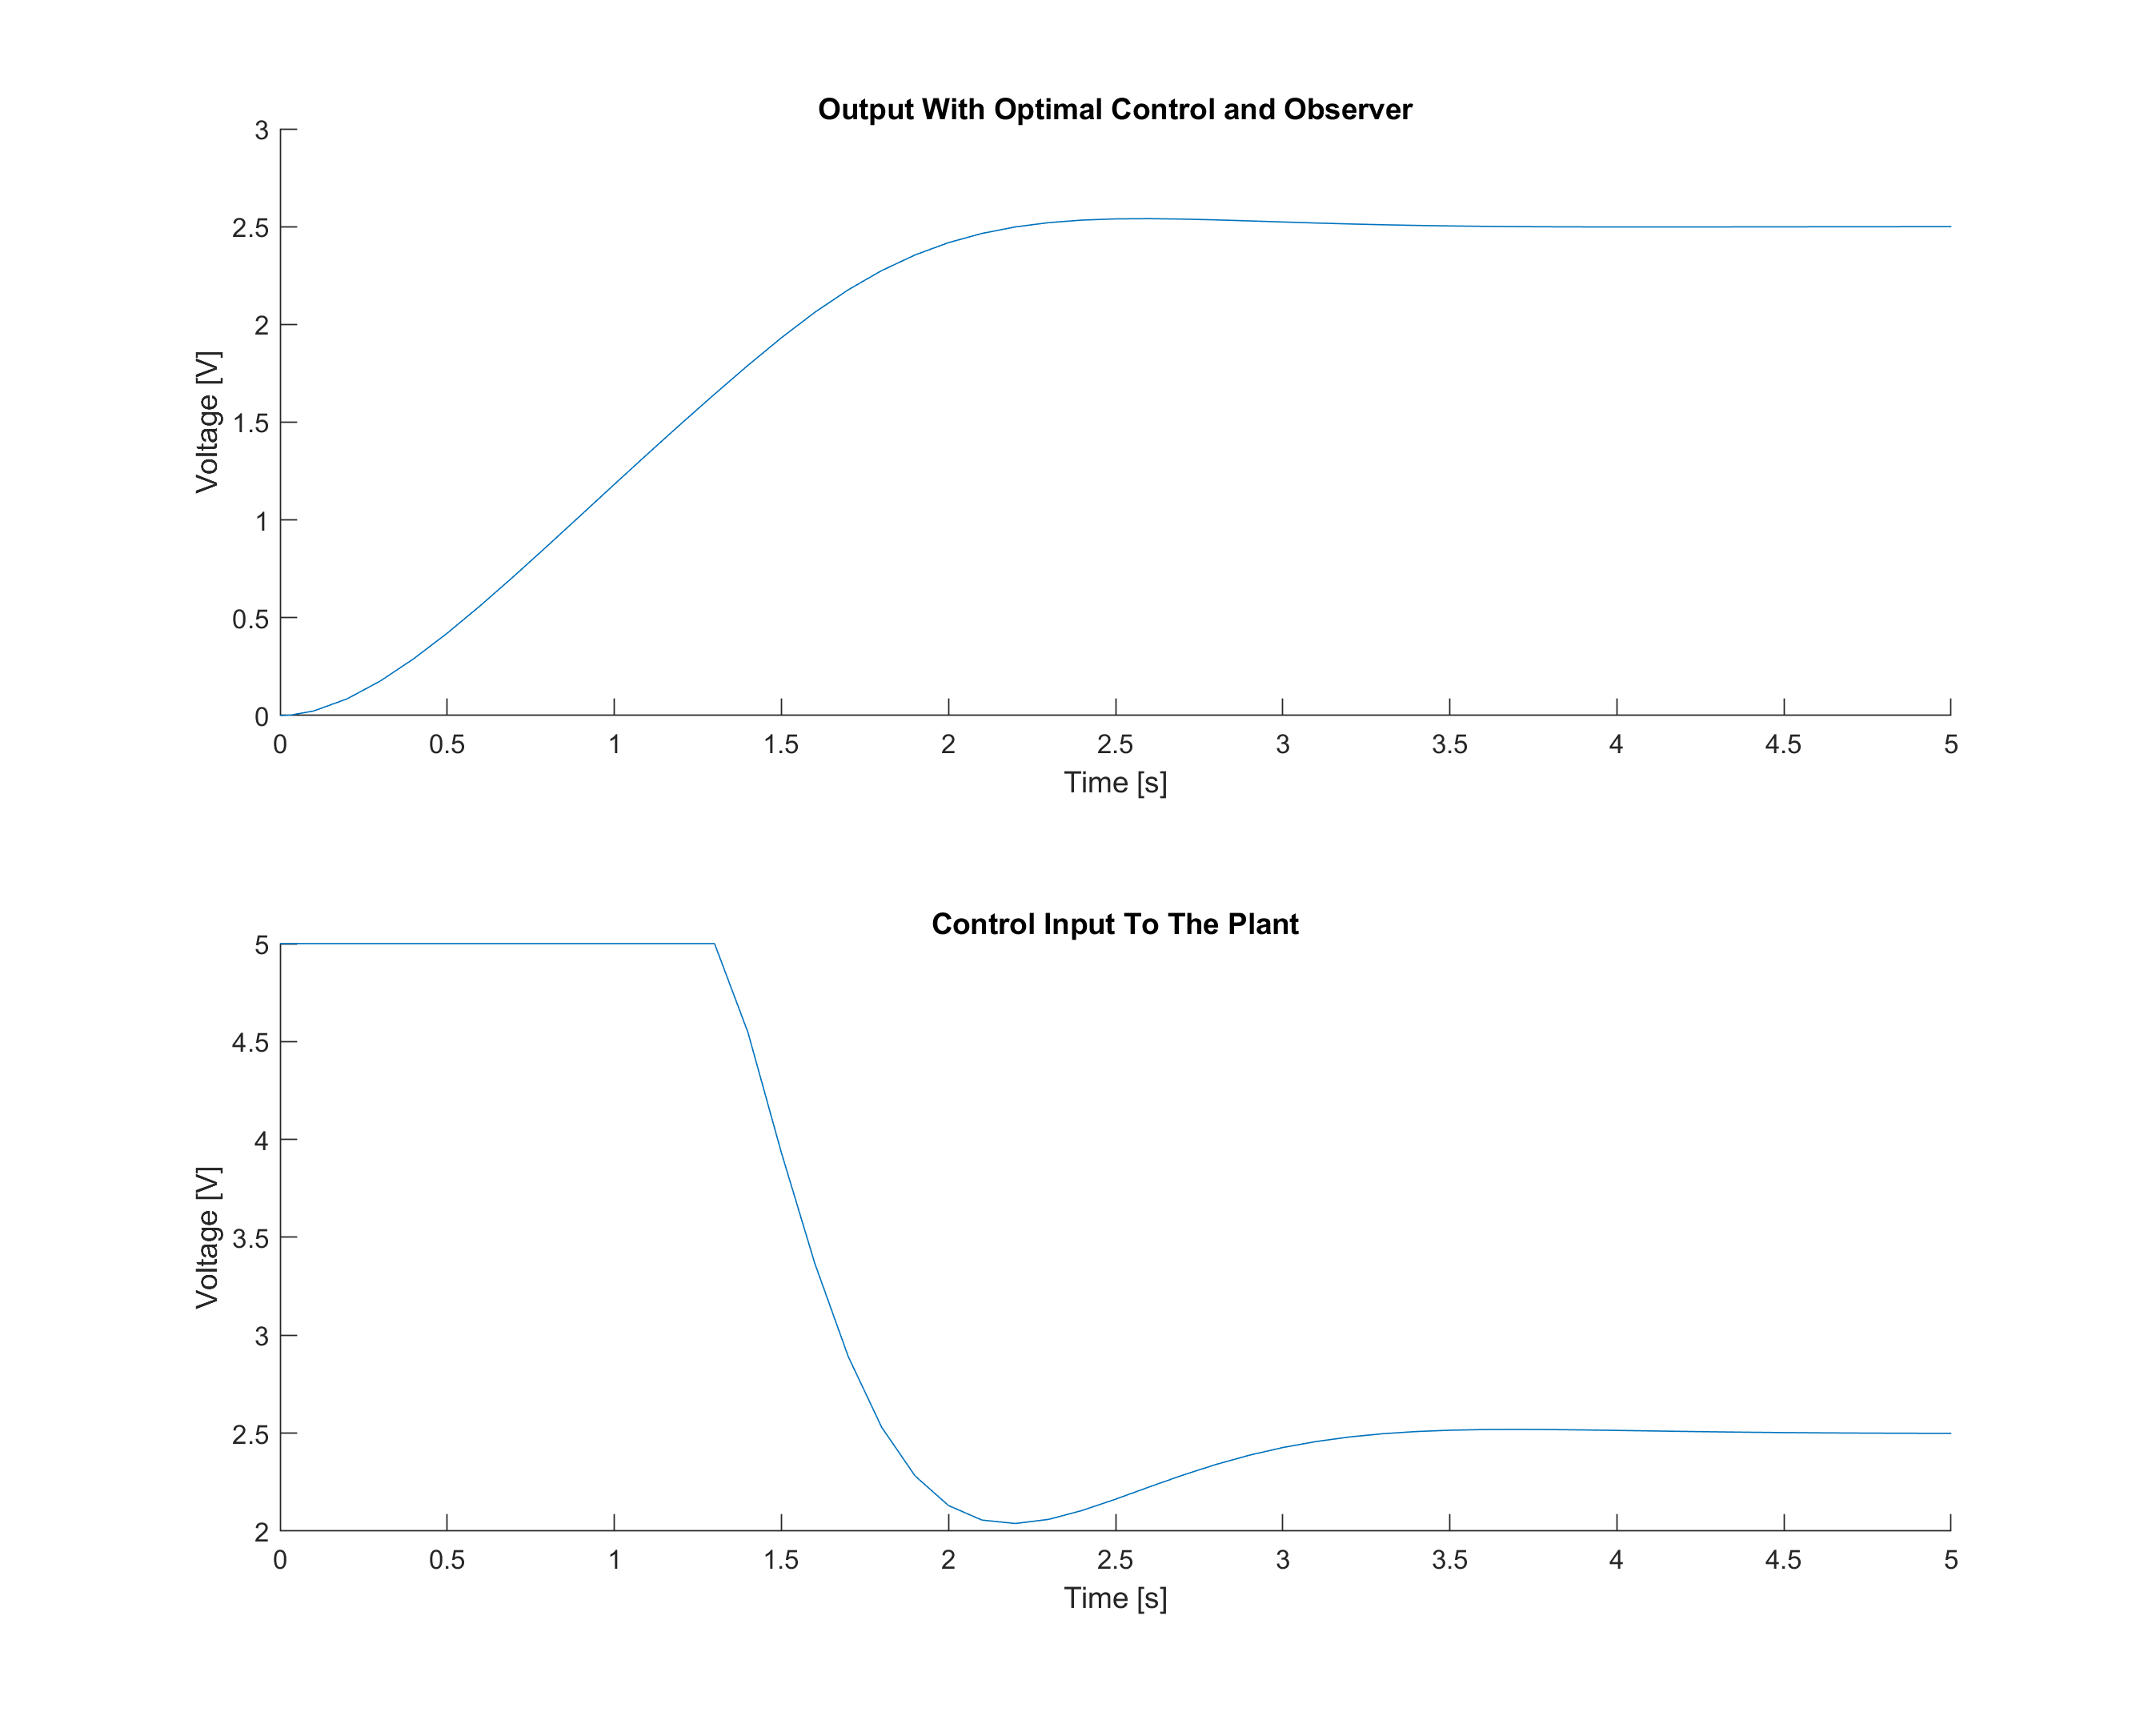 Output With Optimal Control and Observer
3
2.5
2
1.5
1
0.5
0
Voltage [V]
0 0.5 1 1.5 2 2.5 3 3.5 4 4.5 5
Time [s]
Control Input To The Plant
5
4.5
4
3.5
3
2.5
2
Voltage [V]
0 0.5 1 1.5 2 2.5 3 3.5 4 4.5 5
Time [s]